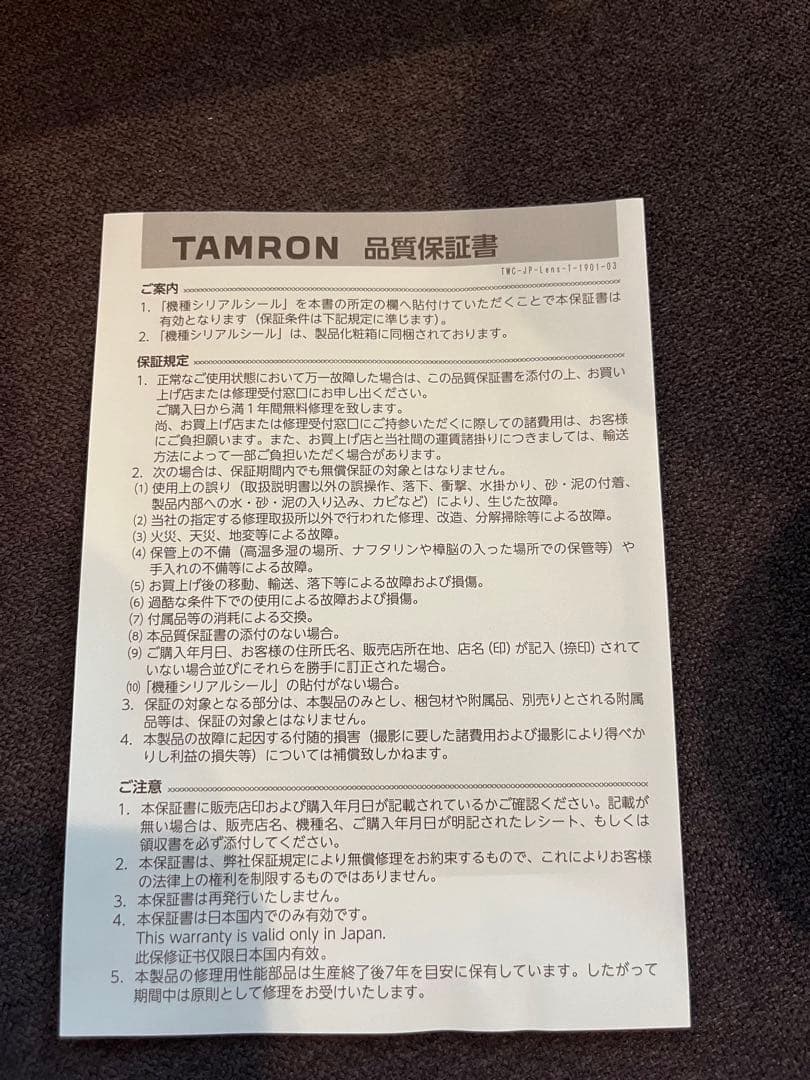 TAMRON 品質保証書
TWC-JP-Lens-T-1901-03
ご案内
1. 「機種シリアルシール」を本書の所定の欄へ貼付けていただくことで本保証書は
有効となります（保証条件は下記規定に準じます）。
2. 「機種シリアルシール」は、製品化粧箱に同梱されております。
保証規定
1. 正常なご使用状態において万一故障した場合は、この品質保証書を添付の上、お買い
上げ店または修理受付窓口にお申し出ください。
ご購入日から満1年間無料修理を致します。
尚、お買上げ店または修理受付窓口にご持参いただくに際しての諸費用は、お客様
にご負担願います。また、お買上げ店と当社間の運賃諸掛りにつきましては、輸送
方法によって一部ご負担いただく場合があります。
2. 次の場合は、保証期間内でも無償保証の対象とはなりません。
(1) 使用上の誤り（取扱説明書以外の誤操作、落下、衝撃、水掛かり、砂・泥の付着、
製品内部への水・砂・泥の入り込み、カビなど）により、生じた故障。
(2) 当社の指定する修理取扱所以外で行われた修理、改造、分解掃除等による故障。
(3) 火災、天災、地変等による故障。
(4) 保管上の不備（高温多湿の場所、ナフタリンや樟脳の入った場所での保管等）や
手入れの不備等による故障。
(5) お買上げ後の移動、輸送、落下等による故障および損傷。
(6) 過酷な条件下での使用による故障および損傷。
(7) 付属品等の消耗による交換。
(8) 本品質保証書の添付のない場合。
(9) ご購入年月日、お客様の住所氏名、販売店所在地、店名（印）が記入（捺印）されて
いない場合並びにそれらを勝手に訂正された場合。
(10) 「機種シリアルシール」の貼付がない場合。
3. 保証の対象となる部分は、本製品のみとし、梱包材や附属品、別売りとされる附属
品等は、保証の対象とはなりません。
4. 本製品の故障に起因する付随的損害（撮影に要した諸費用および撮影により得べか
りし利益の損失等）については補償致しかねます。
ご注意
1. 本保証書に販売店印および購入年月日が記載されているかご確認ください。記載が
無い場合は、販売店名、機種名、ご購入年月日が明記されたレシート、もしくは
領収書を必ず添付してください。
2. 本保証書は、弊社保証規定により無償修理をお約束するもので、これによりお客様
の法律上の権利を制限するものではありません。
3. 本保証書は再発行いたしません。
4. 本保証書は日本国内でのみ有効です。
This warranty is valid only in Japan.
此保修证书仅限日本国内有效。
5. 本製品の修理用性能部品は生産終了後7年を目安に保有しています。したがって
期間中は原則として修理をお受けいたします。